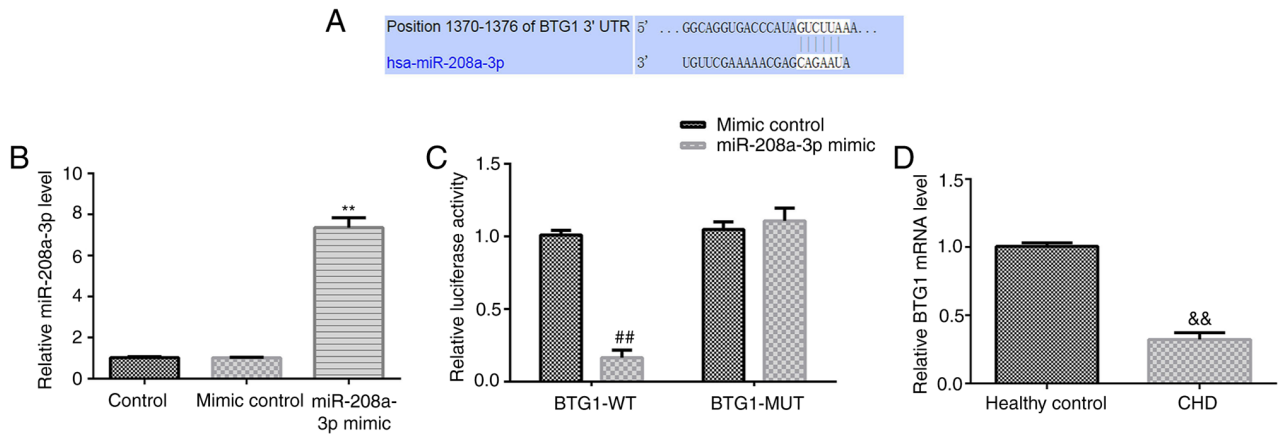 A
Position 1370-1376 of BTG1 3' UTR 5' ...GGCAGGUGACCCAUAGUCUUAAA...
hsa-miR-208a-3p 3' UGUUCGAAAAACGAGCAGAAUA
Mimic control
miR-208a-3p mimic
B
Relative miR-208a-3p level
10
8
6
4
2
0
**
Control
Mimic control
miR-208a-
3p mimic
C
Relative luciferase activity
1.5
1.0
0.5
0.0
##
BTG1-WT
BTG1-MUT
D
Relative BTG1 mRNA level
1.5
1.0
0.5
0.0
&&
Healthy control
CHD